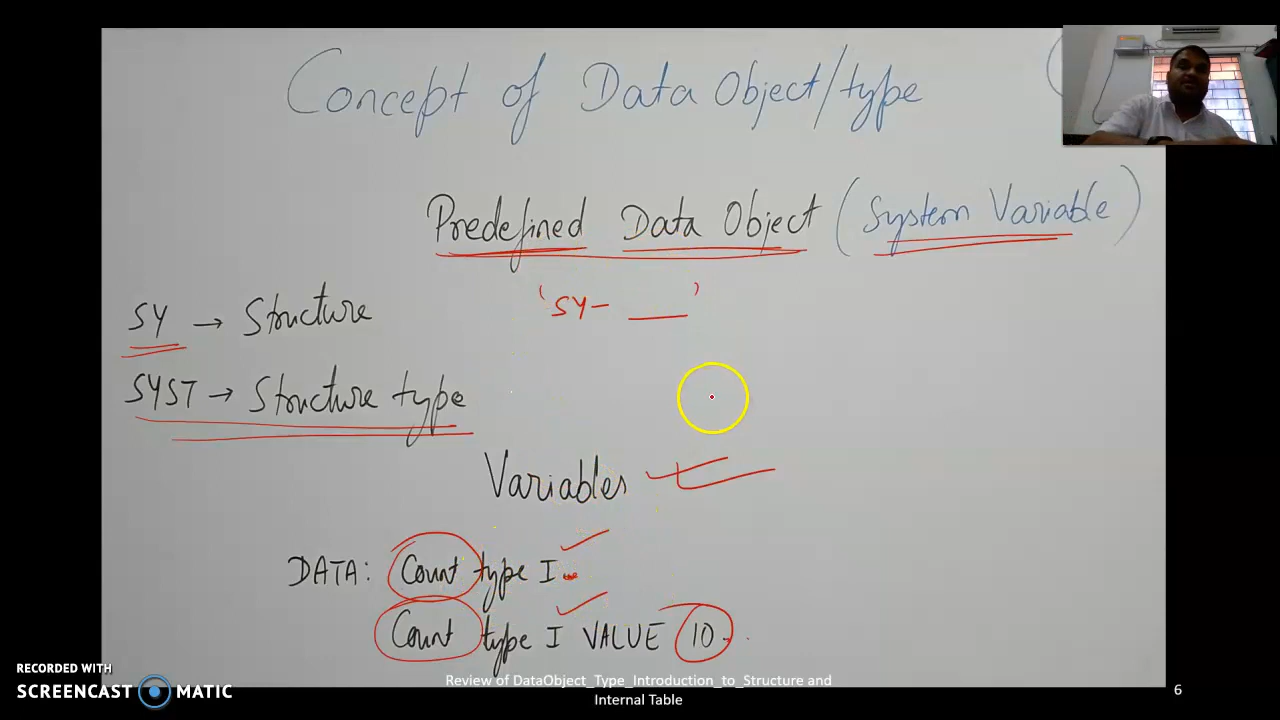 Concept of Data Object/type
Predefined Data Object (System Variable)
SY → Structure
'SY- ___'
SYST → Structure type
Variables
DATA: Count type I
Count type I VALUE 10.
RECORDED WITH
SCREENCAST MATIC
Review of DataObject_Type_Introduction_to_Structure and
Internal Table
6